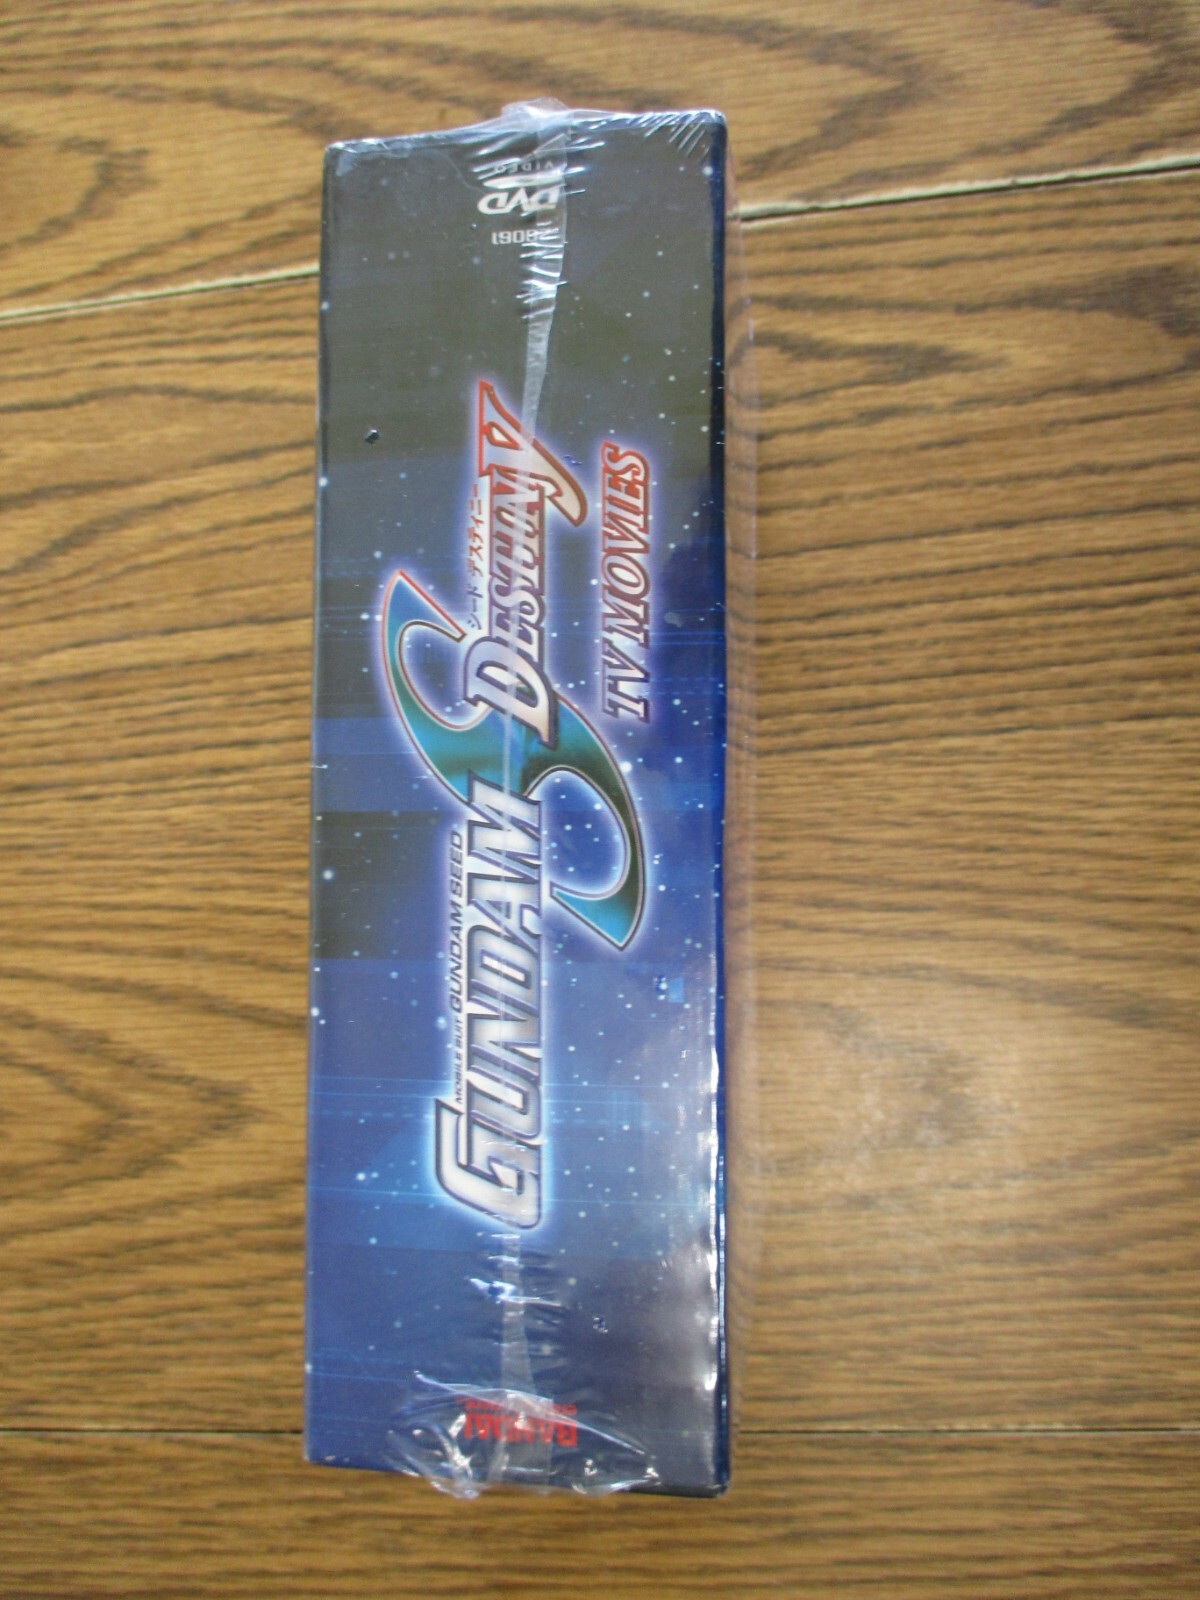 MOBILE SUIT GUNDAM SEED
GUNDAM
シード デスティニー
DESTINY
TV MOVIES
DVD
VIDEO
BANDAI